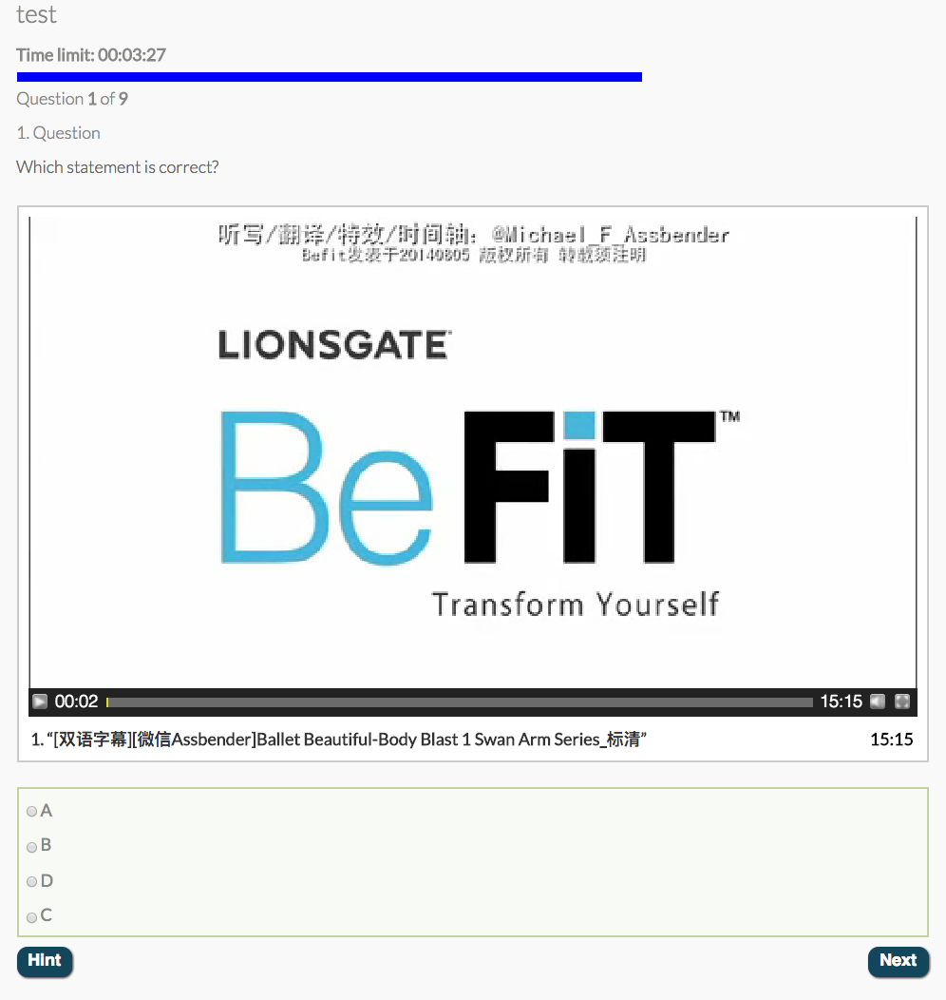 test
Time limit: 00:03:27
Question 1 of 9
1. Question
Which statement is correct?
听写/翻译/特效/时间轴: @Michael_F_Assbender
Befit发表于20140805 版权所有 转载须注明
LIONSGATE™
BeFiT™
Transform Yourself
00:02 15:15
1. “[双语字幕][微信Assbender]Ballet Beautiful-Body Blast 1 Swan Arm Series_标清” 15:15
A
B
D
C
Hint Next